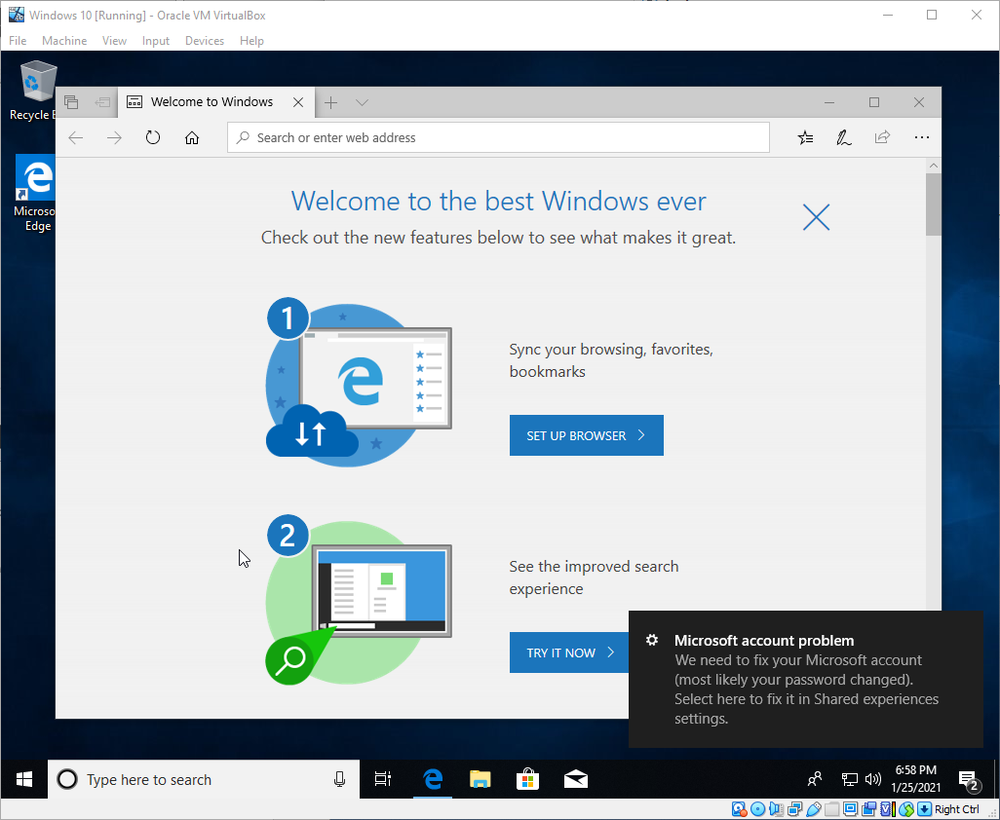 Windows 10 [Running] - Oracle VM VirtualBox
File Machine View Input Devices Help
Recycle B
Microso
Edge
Welcome to Windows
Search or enter web address
Welcome to the best Windows ever
Check out the new features below to see what makes it great.
1
Sync your browsing, favorites,
bookmarks
SET UP BROWSER
2
See the improved search
experience
TRY IT NOW
Microsoft account problem
We need to fix your Microsoft account
(most likely your password changed).
Select here to fix it in Shared experiences
settings.
Type here to search
6:58 PM
1/25/2021
2
Right Ctrl